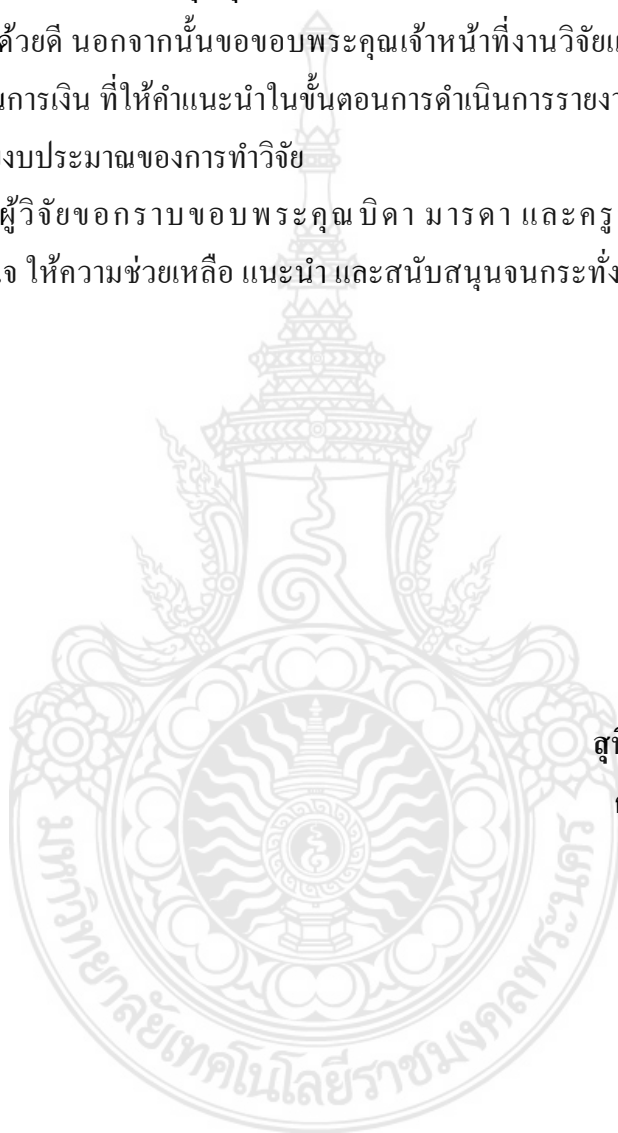 ด้วยดี นอกจากนั้นขอขอบพระคุณเจ้าหน้าที่งานวิจัยแ
นการเงิน ที่ให้คำแนะนำในขั้นตอนการดำเนินการรายงา
งบประมาณของการทำวิจัย
ผู้วิจัยขอกราบขอบพระคุณบิดา มารดา และครู
จ ให้ความช่วยเหลือ แนะนำ และสนับสนุนจนกระทั่ง
มหาวิทยาลัยเทคโนโลยีราชมงคลพระนคร